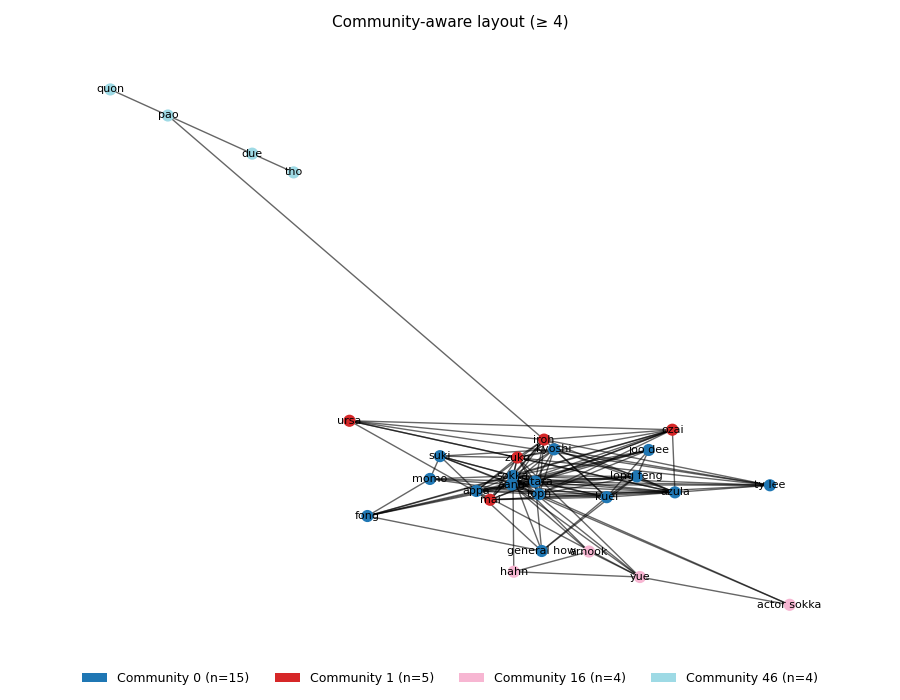 Community-aware layout (≥ 4)
quon
pao
due
tho
ursa
ozai
iroh
kyoshi
joo dee
suki
zuko
momo
sokka
long feng
katara
aang
ty lee
appa
toph
azula
mai
kuei
fong
general how
arnook
hahn
yue
actor sokka
Community 0 (n=15) Community 1 (n=5) Community 16 (n=4) Community 46 (n=4)